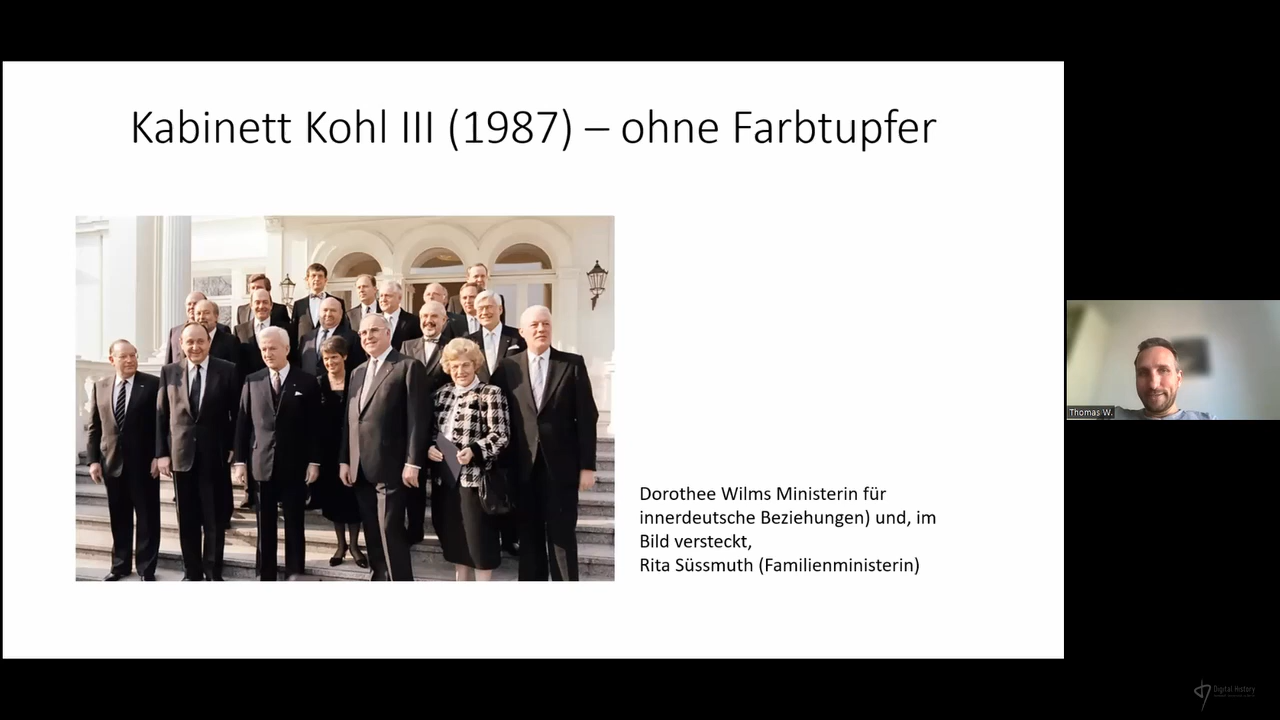 Kabinett Kohl III (1987) – ohne Farbtupfer
Dorothee Wilms Ministerin für
innerdeutsche Beziehungen) und, im
Bild versteckt,
Rita Süssmuth (Familienministerin)
Thomas W.
Digital History